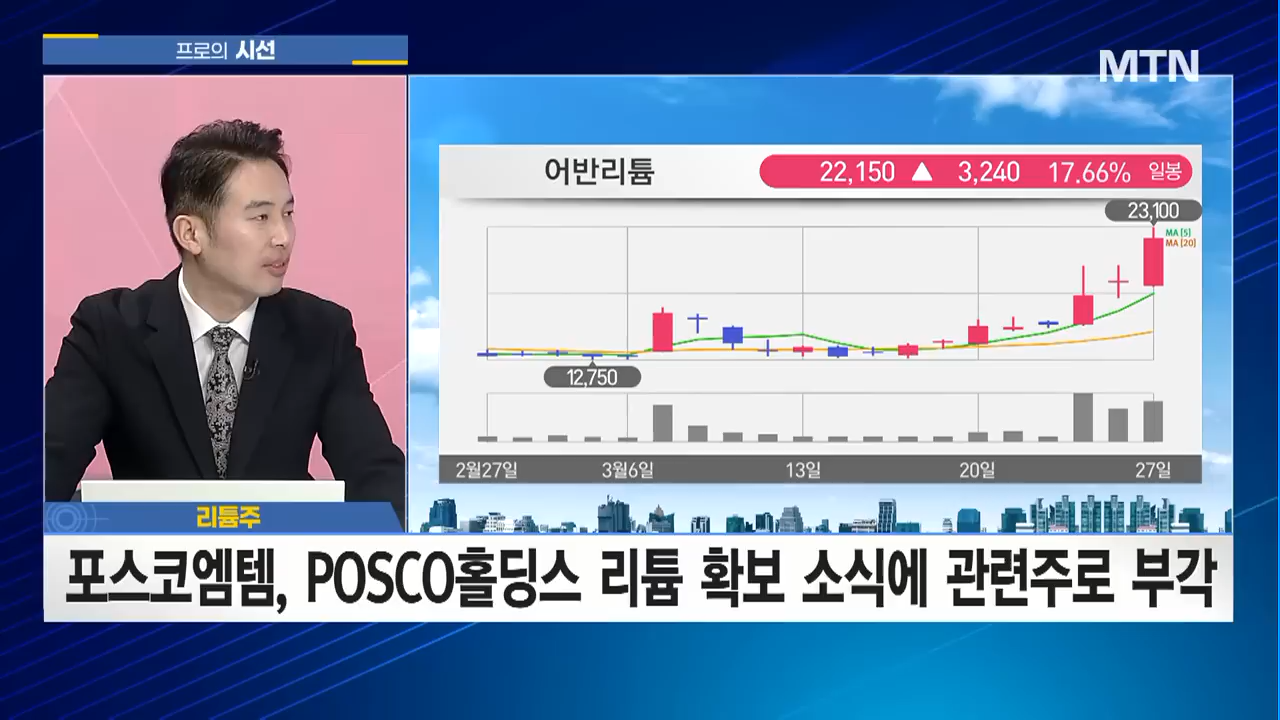 프로의 시선
MTN
어반리튬
22,150 ▲ 3,240 17.66% 일봉
23,100
MA [5]
MA [20]
12,750
2월27일 3월6일 13일 20일 27일
리튬주
포스코엠텍, POSCO홀딩스 리튬 확보 소식에 관련주로 부각